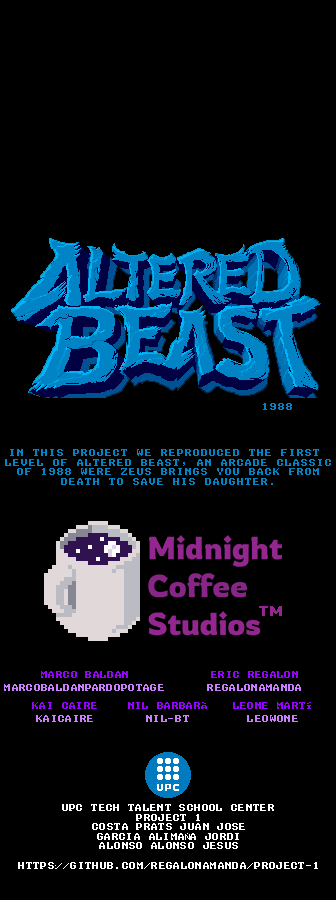 ALTERED
BEAST
1988
IN THIS PROJECT WE REPRODUCED THE FIRST
LEVEL OF ALTERED BEAST, AN ARCADE CLASSIC
OF 1988 WERE ZEUS BRINGS YOU BACK FROM
DEATH TO SAVE HIS DAUGHTER.
Midnight
Coffee
Studios™
MARCO BALDAN ERIC REGALON
MARCOBALDANPARDOPOTAGE REGALONAMANDA
KAI CAIRE NIL BARBARà LEONE MARTí
KAICAIRE NIL-BT LEOWONE
UPC
UPC TECH TALENT SCHOOL CENTER
PROJECT 1
COSTA PRATS JUAN JOSE
GARCIA ALIMAñA JORDI
ALONSO ALONSO JESUS
HTTPS://GITHUB.COM/REGALONAMANDA/PROJECT-1